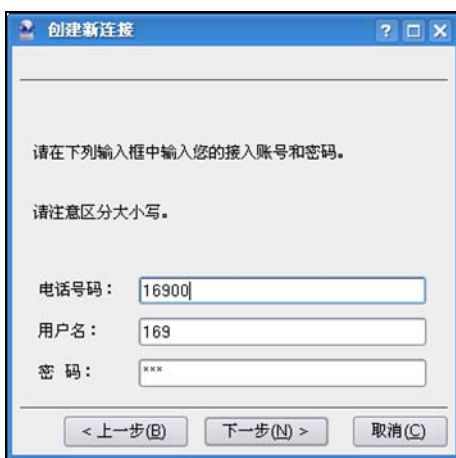 创建新连接
请在下列输入框中输入您的接入账号和密码。
请注意区分大小写。
电话号码： 16900
用户名： 169
密 码： ***
< 上一步(B) 下一步(N) > 取消(C)